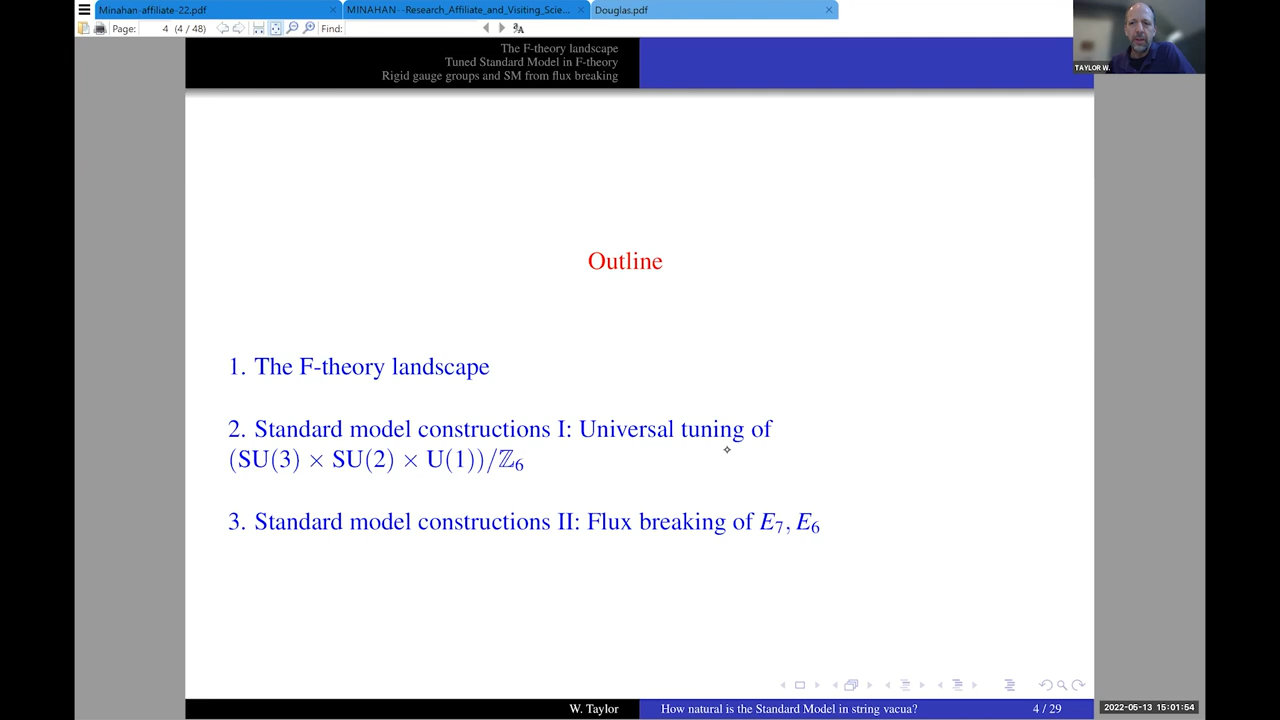 Minahan-affiliate-22.pdf
MINAHAN--Research_Affiliate_and_Visiting_Scie...
Douglas.pdf
Page: 4 (4 / 48)
Find:
The F-theory landscape
Tuned Standard Model in F-theory
Rigid gauge groups and SM from flux breaking
TAYLOR W.
Outline
1. The F-theory landscape
2. Standard model constructions I: Universal tuning of
(SU(3) × SU(2) × U(1))/ℤ₆
3. Standard model constructions II: Flux breaking of E₇, E₆
W. Taylor
How natural is the Standard Model in string vacua?
4 / 29
2022-05-13 15:01:54